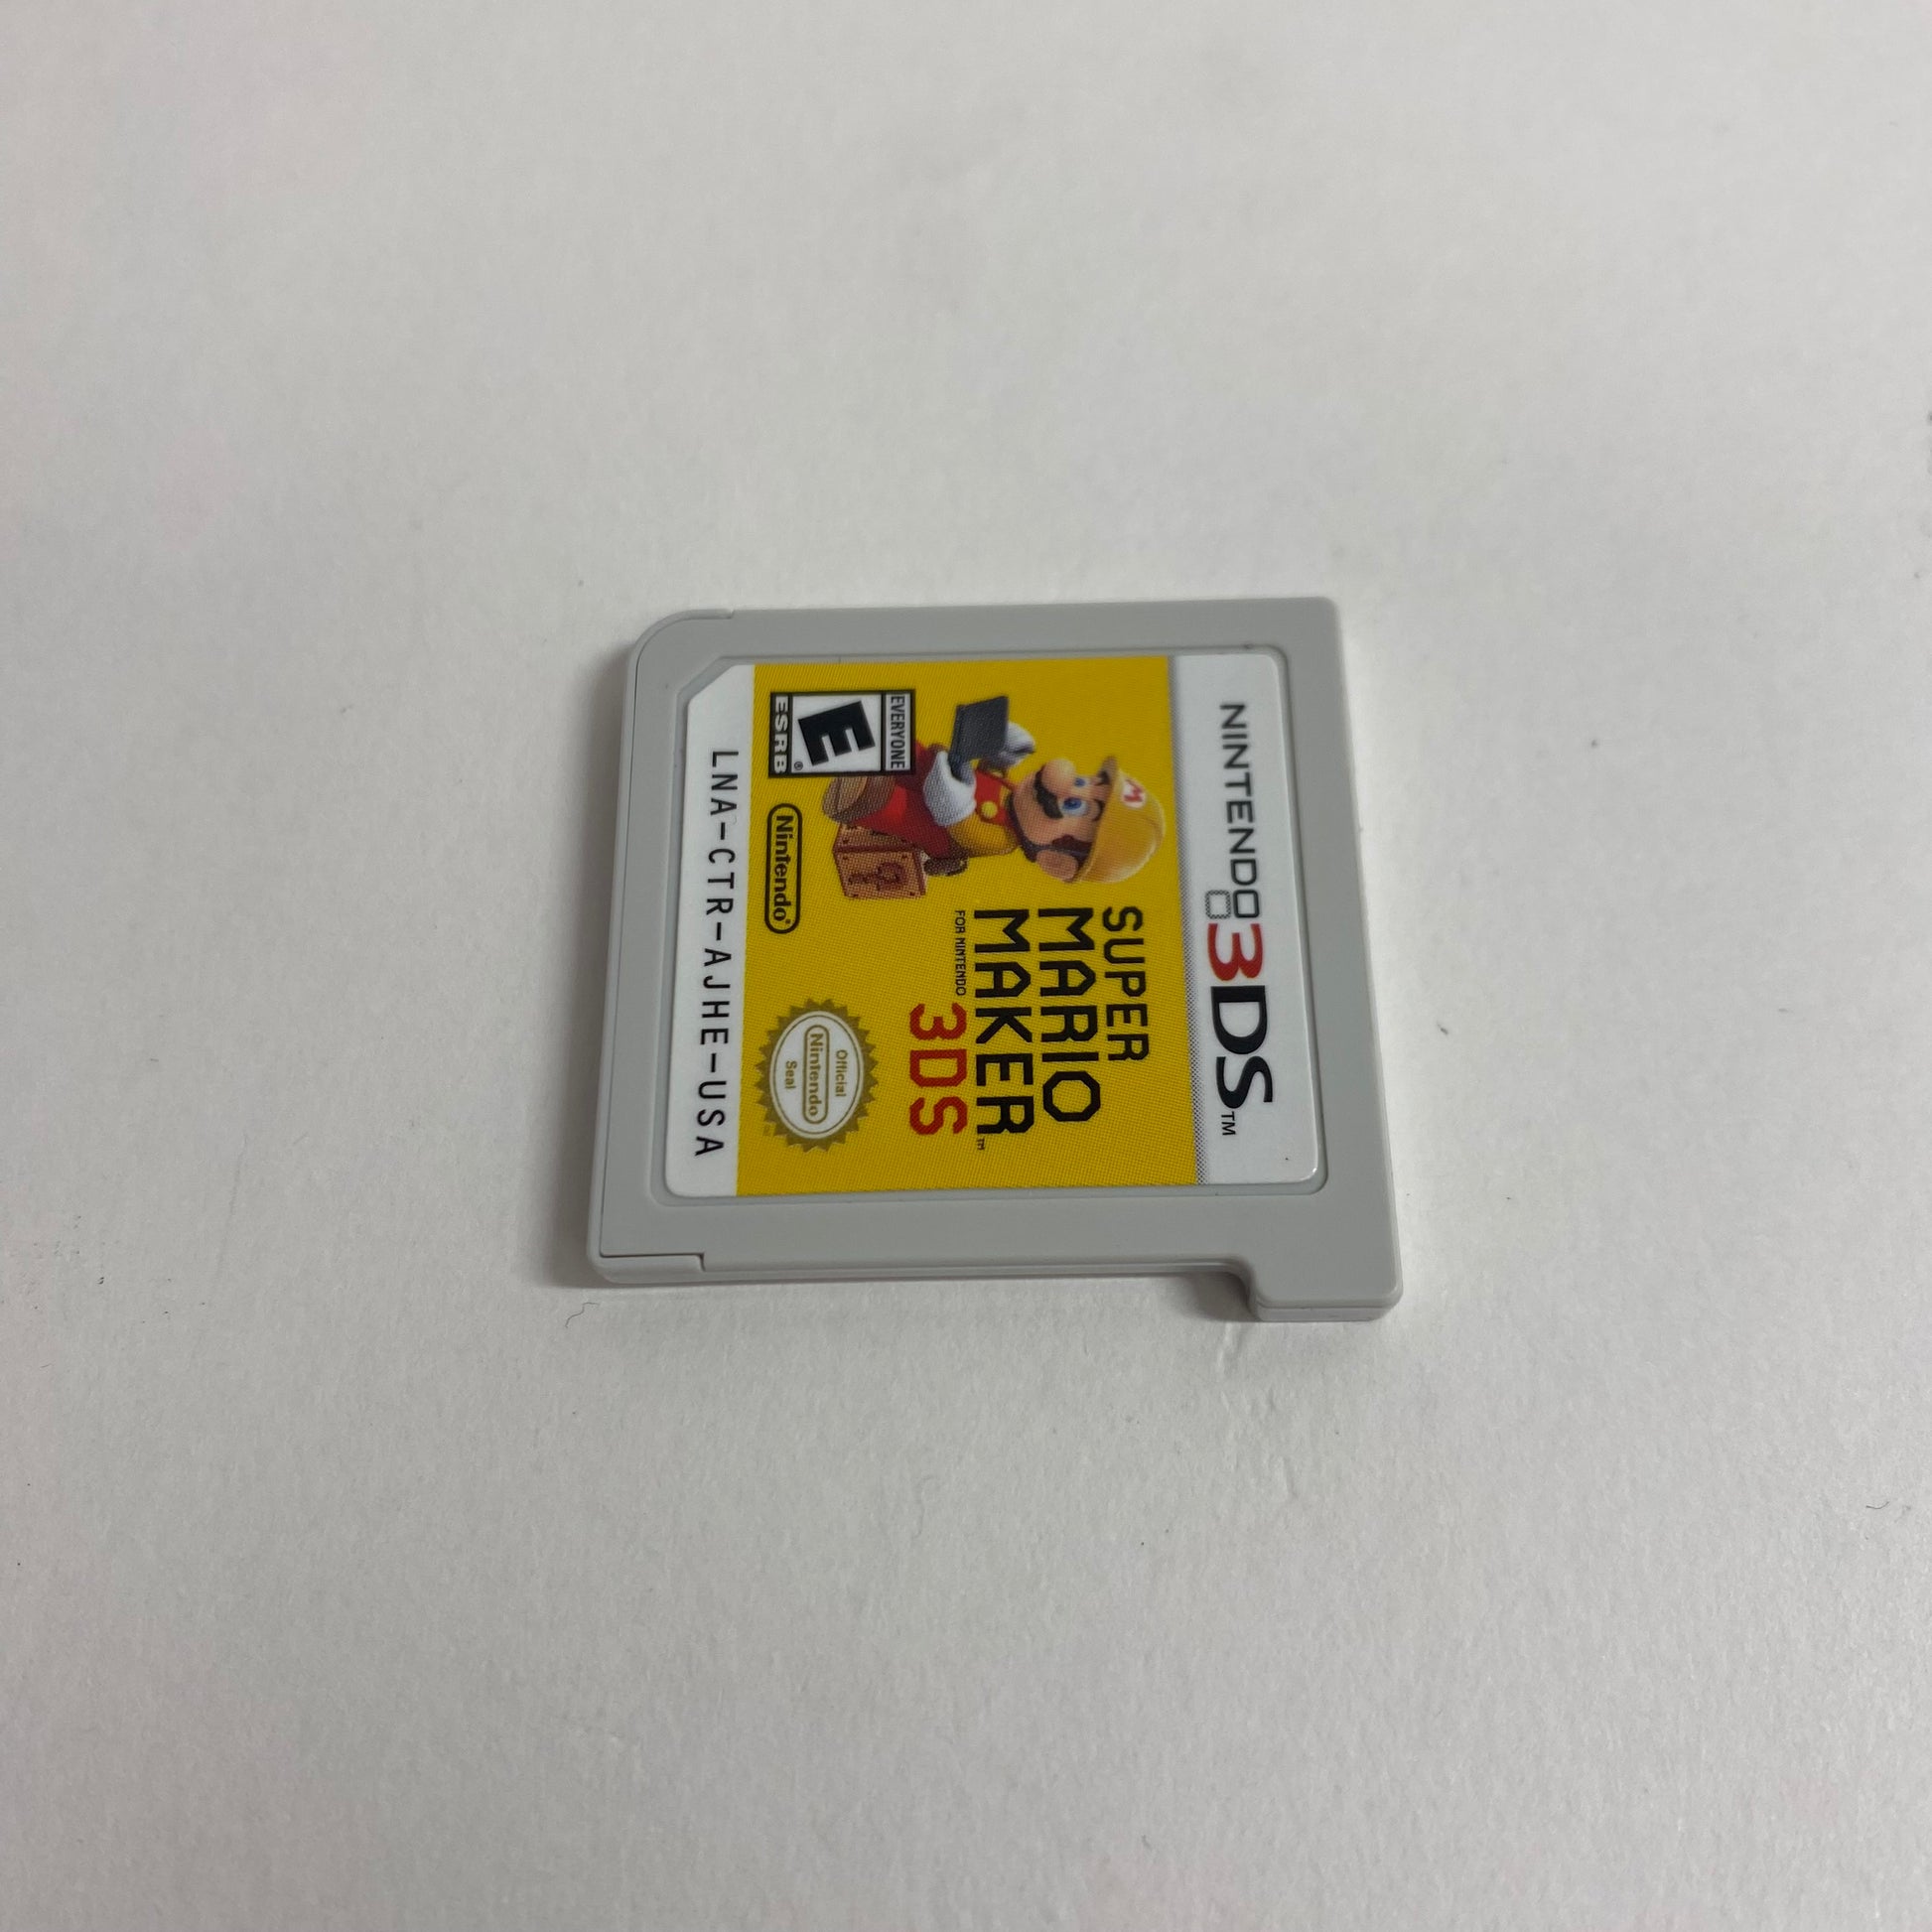 NINTENDO 3DS™
SUPER
MARIO
MAKER™
FOR NINTENDO 3DS
M
?
EVERYONE
E®
ESRB
Nintendo®
Official
Nintendo
Seal
LNA-CTR-AJHE-USA